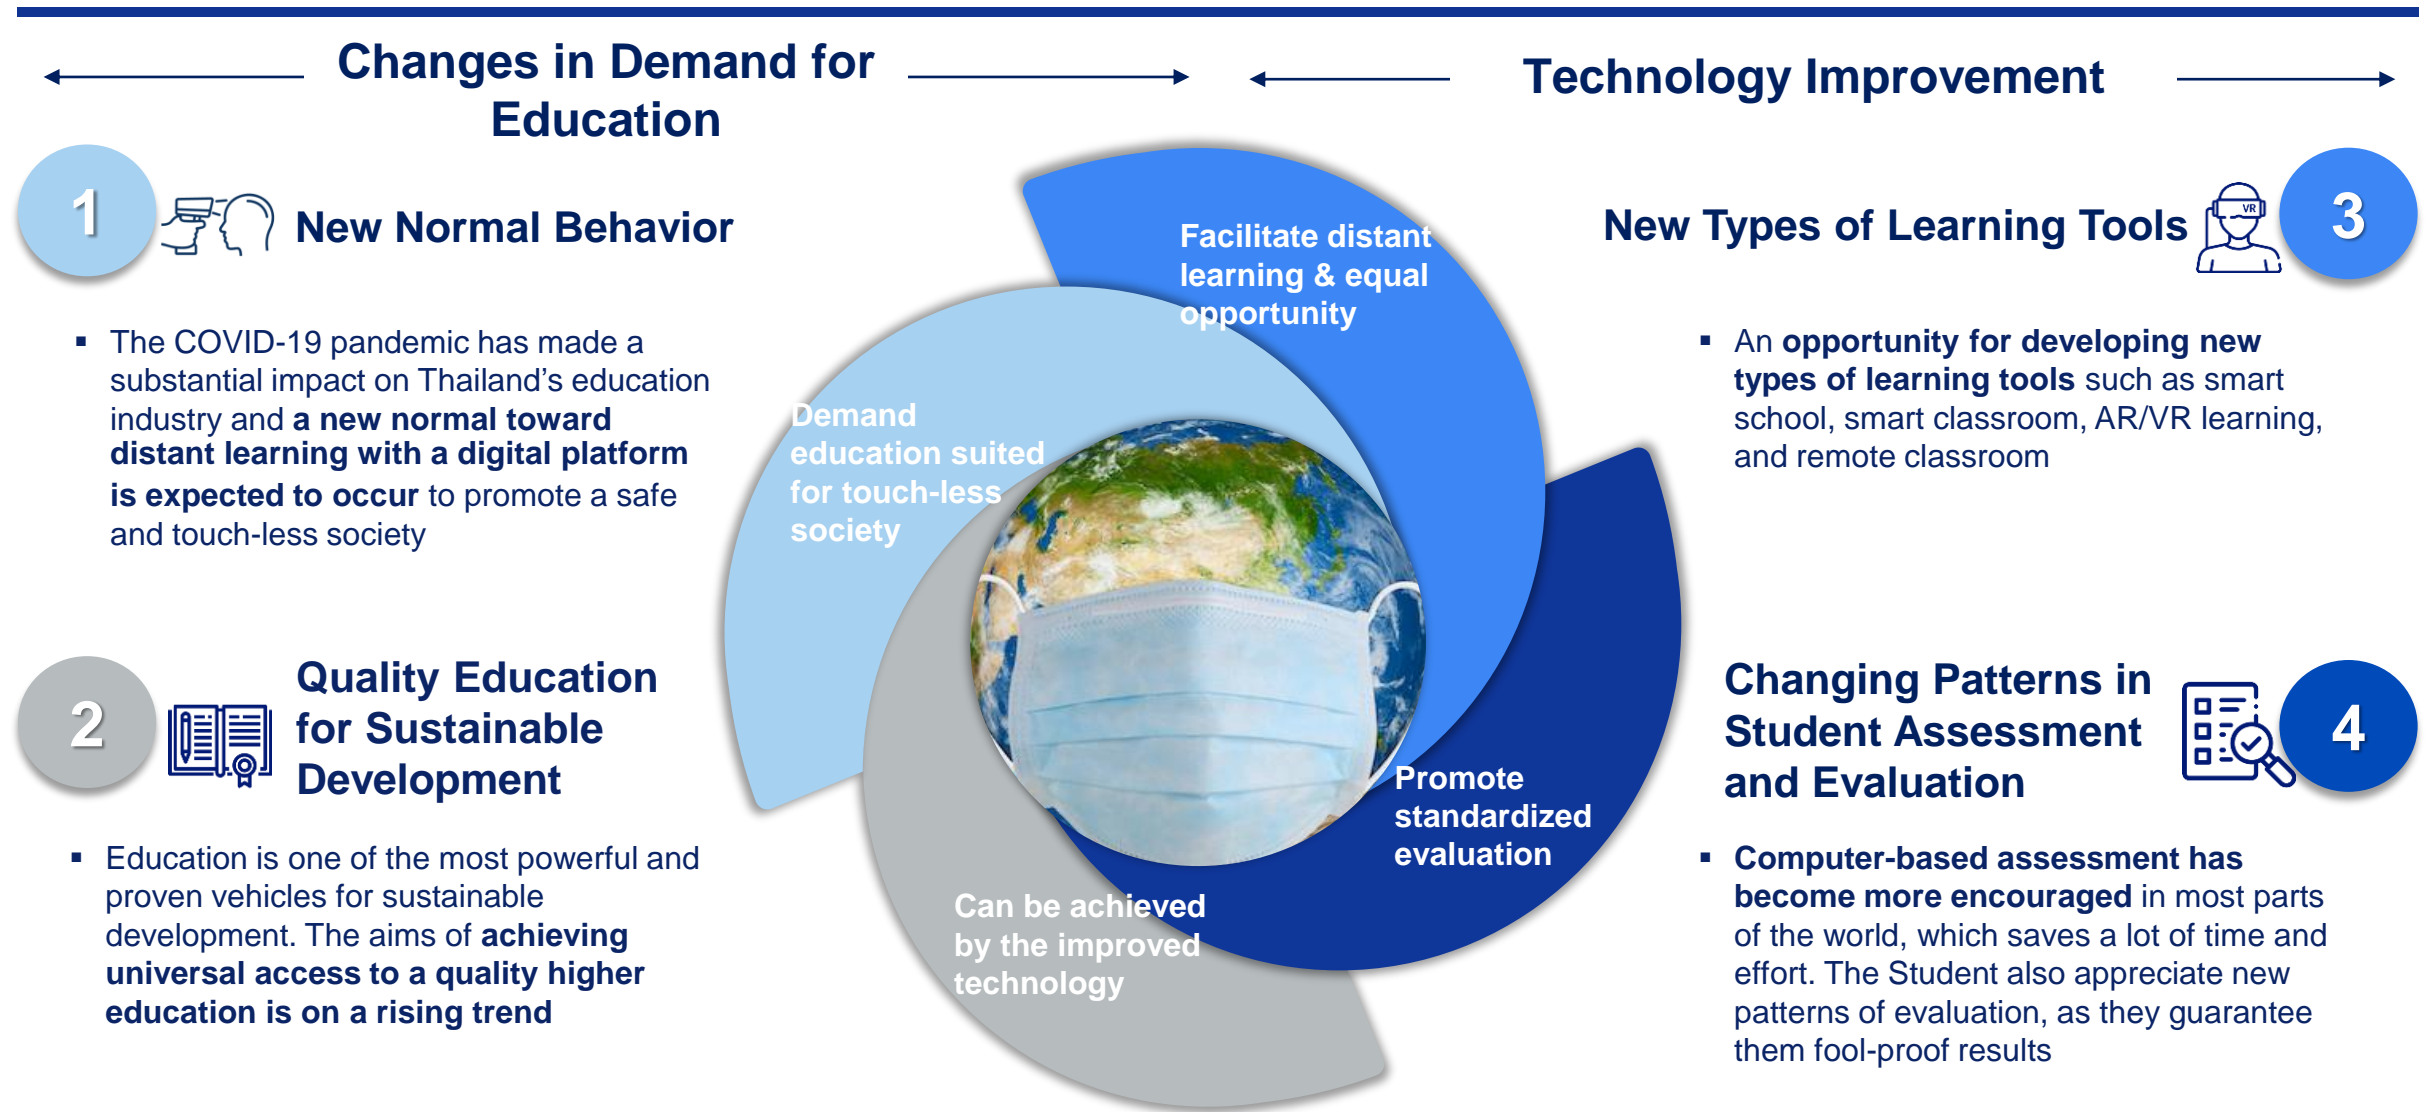 Changes in Demand for
Education
Technology Improvement
1
New Normal Behavior
▪ The COVID-19 pandemic has made a
substantial impact on Thailand’s education
industry and a new normal toward
distant learning with a digital platform
is expected to occur to promote a safe
and touch-less society
2
Quality Education
for Sustainable
Development
▪ Education is one of the most powerful and
proven vehicles for sustainable
development. The aims of achieving
universal access to a quality higher
education is on a rising trend
Facilitate distant
learning & equal
opportunity
Demand
education suited
for touch-less
society
Promote
standardized
evaluation
Can be achieved
by the improved
technology
New Types of Learning Tools
VR
3
▪ An opportunity for developing new
types of learning tools such as smart
school, smart classroom, AR/VR learning,
and remote classroom
Changing Patterns in
Student Assessment
and Evaluation
4
▪ Computer-based assessment has
become more encouraged in most parts
of the world, which saves a lot of time and
effort. The Student also appreciate new
patterns of evaluation, as they guarantee
them fool-proof results